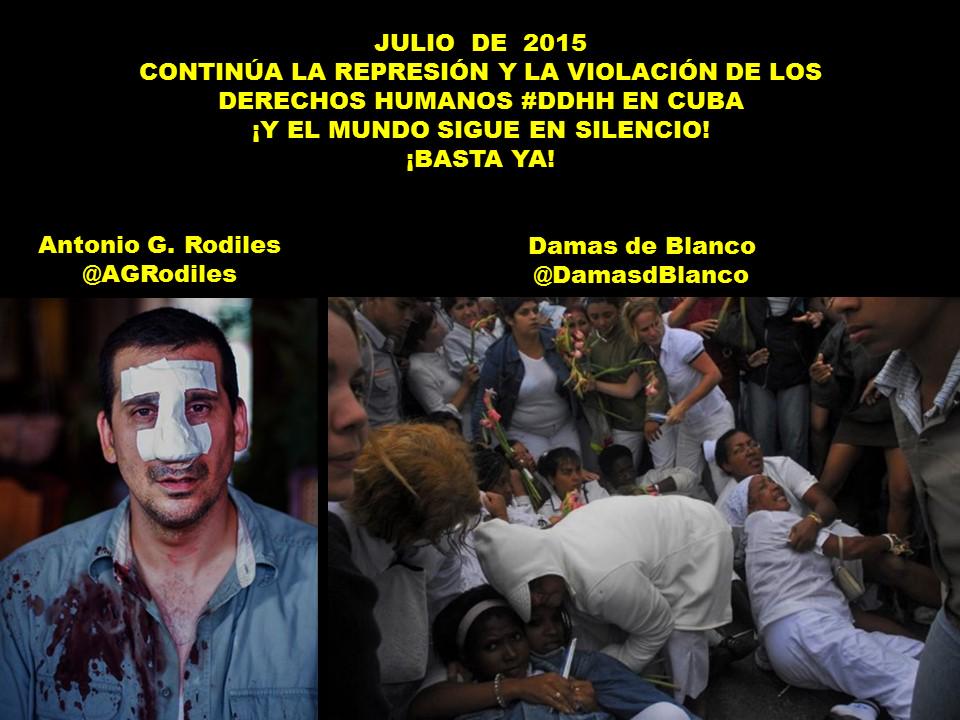 JULIO DE 2015
CONTINÚA LA REPRESIÓN Y LA VIOLACIÓN DE LOS
DERECHOS HUMANOS #DDHH EN CUBA
¡Y EL MUNDO SIGUE EN SILENCIO!
¡BASTA YA!
Antonio G. Rodiles
@AGRodiles
Damas de Blanco
@DamasdBlanco